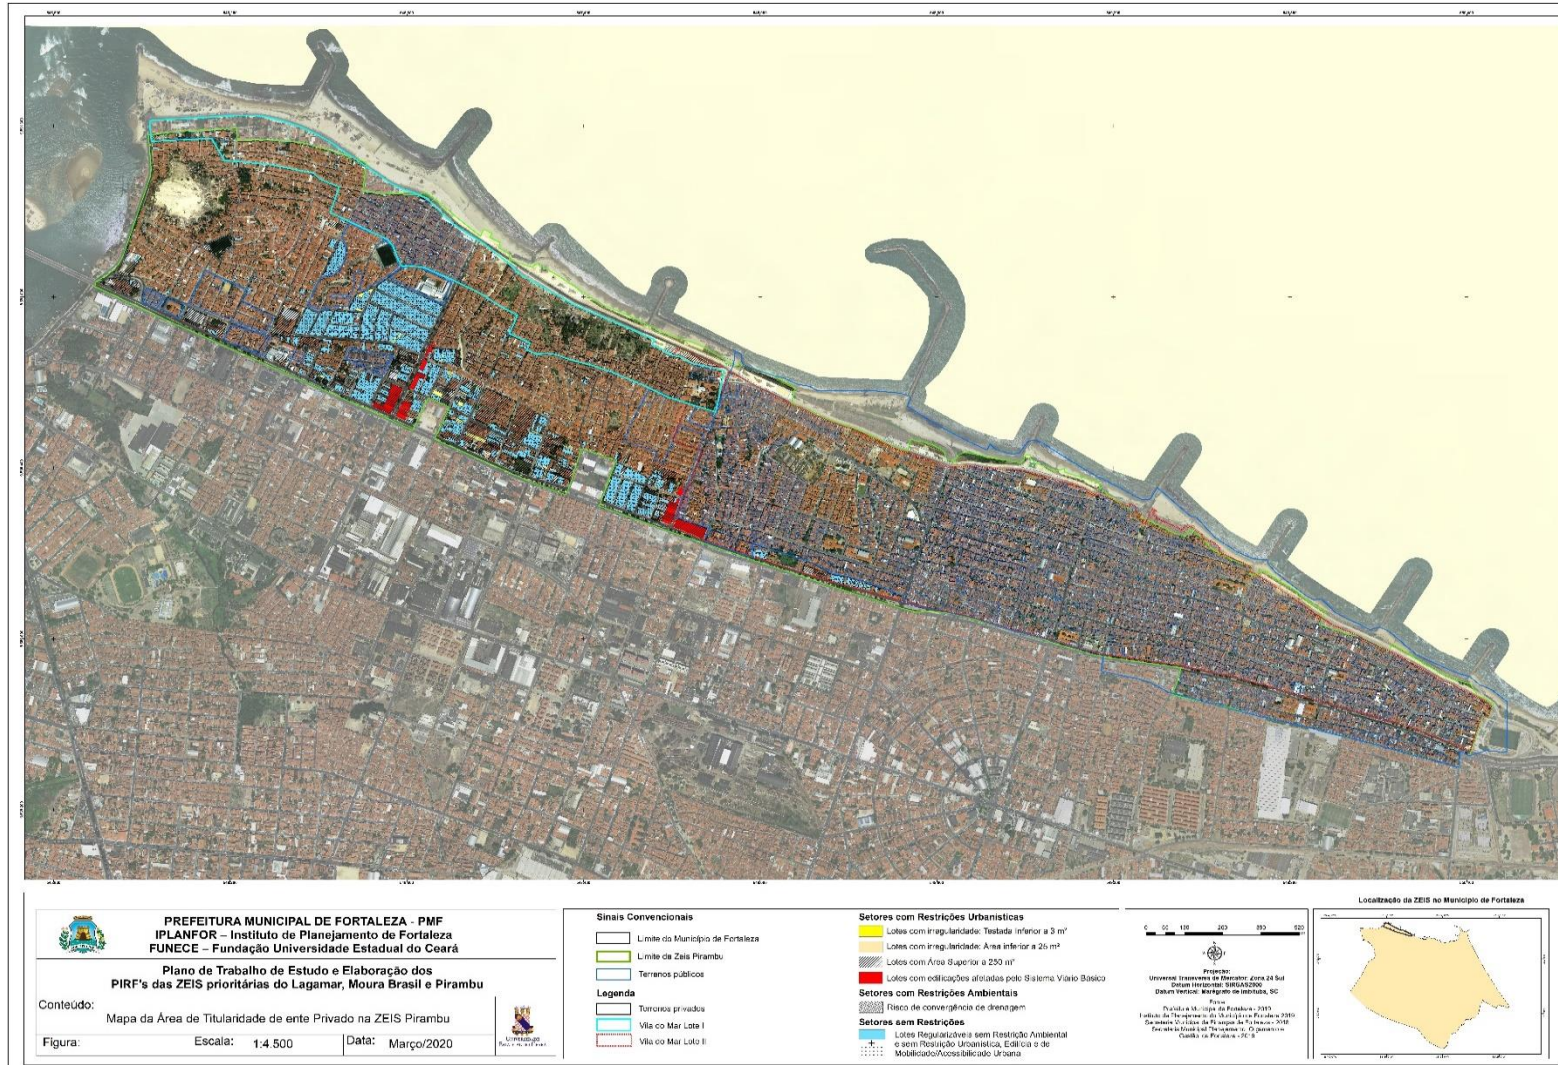 PREFEITURA MUNICIPAL DE FORTALEZA - PMF
IPLANFOR – Instituto de Planejamento de Fortaleza
FUNECE – Fundação Universidade Estadual do Ceará
Plano de Trabalho de Estudo e Elaboração dos
PIRF's das ZEIS prioritárias do Lagamar, Moura Brasil e Pirambu
Conteúdo:
Mapa da Área de Titularidade de ente Privado na ZEIS Pirambu
Figura:
Escala: 1:4.500
Data: Março/2020
Sinais Convencionais
Limite do Município de Fortaleza
Limite da Zeis Pirambu
Terrenos públicos
Legenda
Terrenos privados
Vila do Mar Lote I
Vila do Mar Lote II
Setores com Restrições Urbanísticas
Lotes com irregularidade: Testada Inferior a 3 m²
Lotes com irregularidade: Área inferior a 25 m²
Lotes com Área Superior a 250 m²
Lotes com edificações afetadas pelo Sistema Viário Básico
Setores com Restrições Ambientais
Risco de convergência de drenagem
Setores sem Restrições
Lotes Regularizáveis sem Restrição Ambiental
e sem Restrição Urbanística, Edilícia e de
Mobilidade/Acessibilidade Urbana
Projeção:
Universal Transverso de Mercator: Zona 24 Sul
Datum Horizontal: SIRGAS2000
Datum Vertical: Marégrafo de Imbituba, SC
Localização da ZEIS no Município de Fortaleza